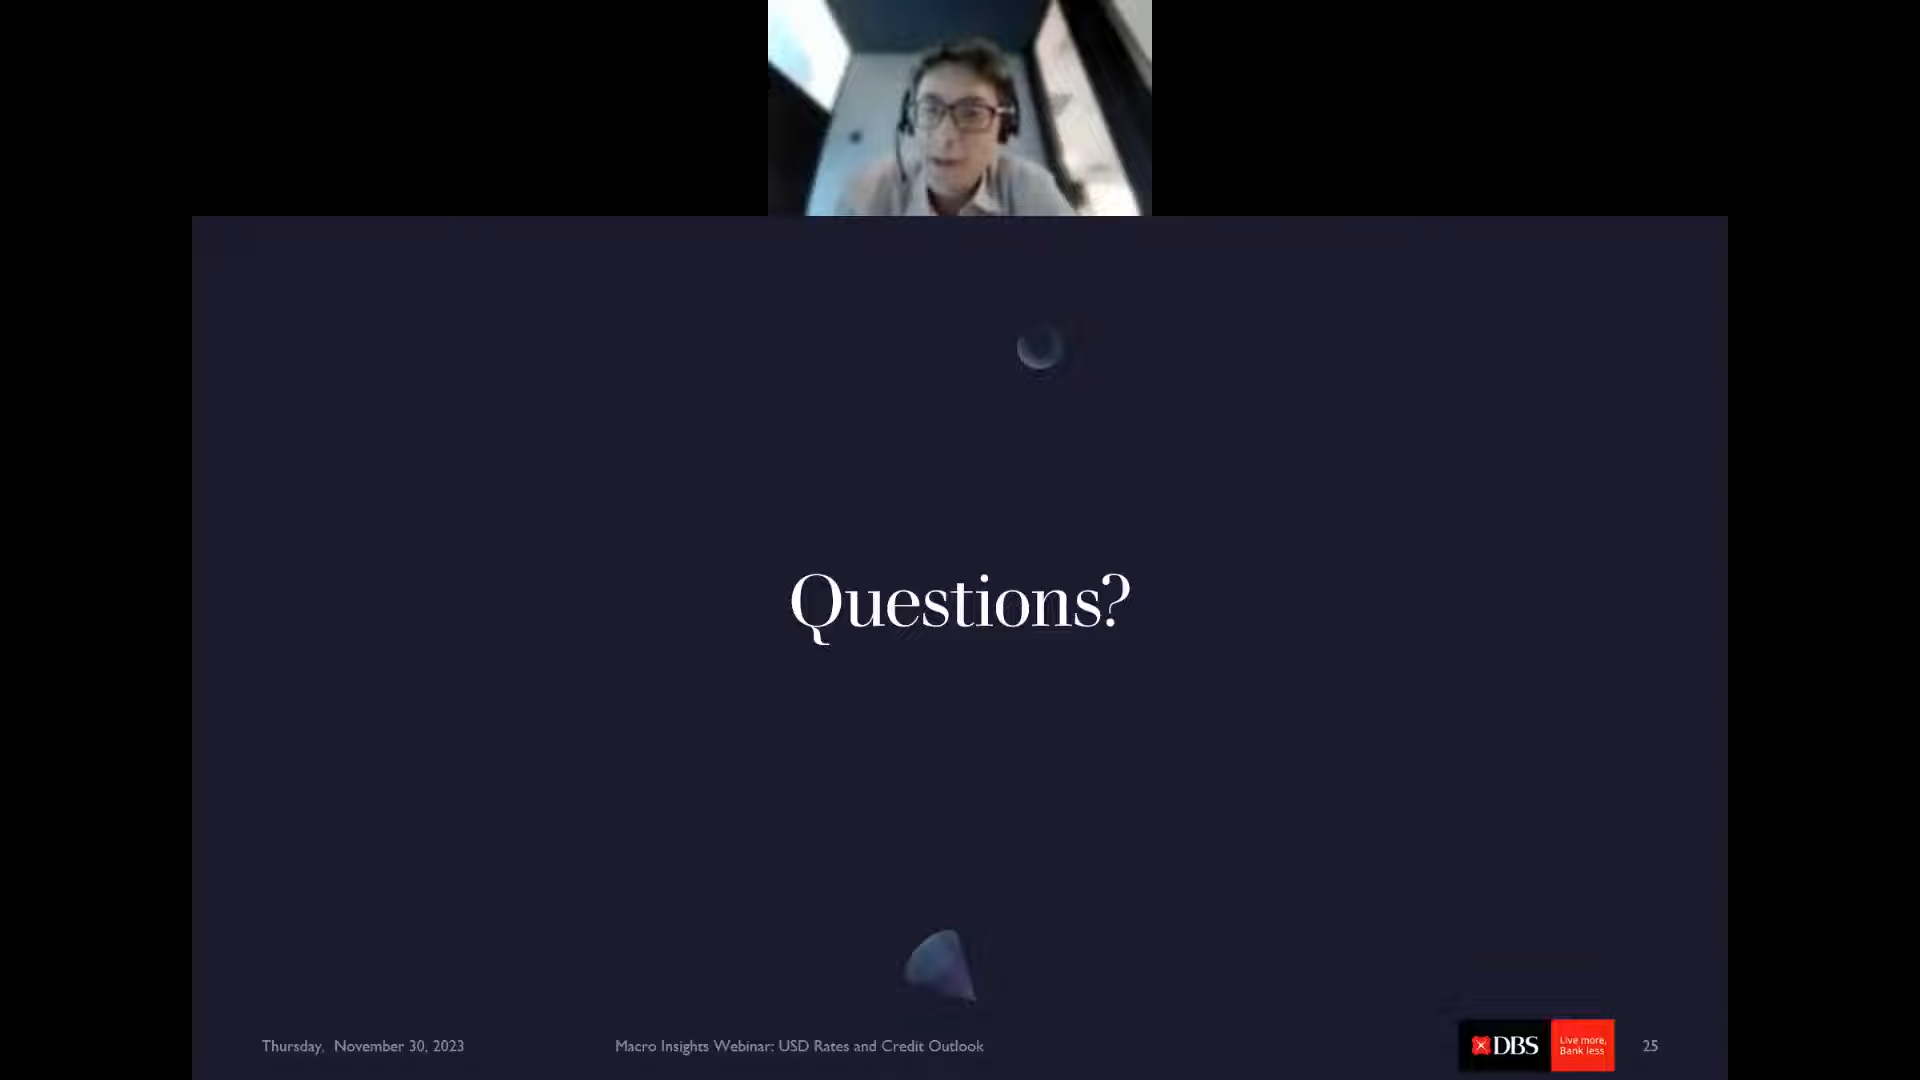 Questions?
Thursday, November 30, 2023
Macro Insights Webinar: USD Rates and Credit Outlook
DBS
Live more,
Bank less
25